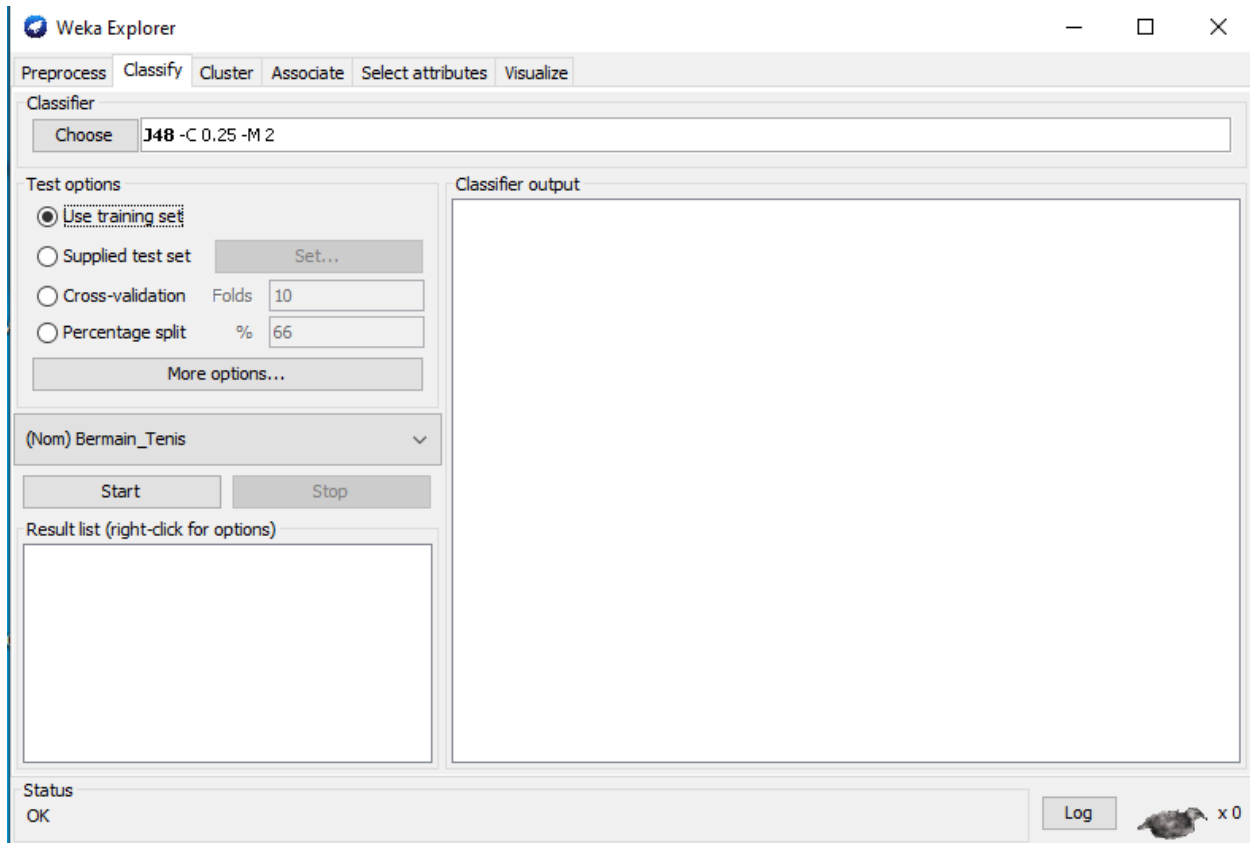 Weka Explorer
Preprocess Classify Cluster Associate Select attributes Visualize
Classifier
Choose J48 -C 0.25 -M 2
Test options
Use training set
Supplied test set Set...
Cross-validation Folds 10
Percentage split % 66
More options...
(Nom) Bermain_Tenis
Start Stop
Result list (right-click for options)
Classifier output
Status
OK
Log x 0